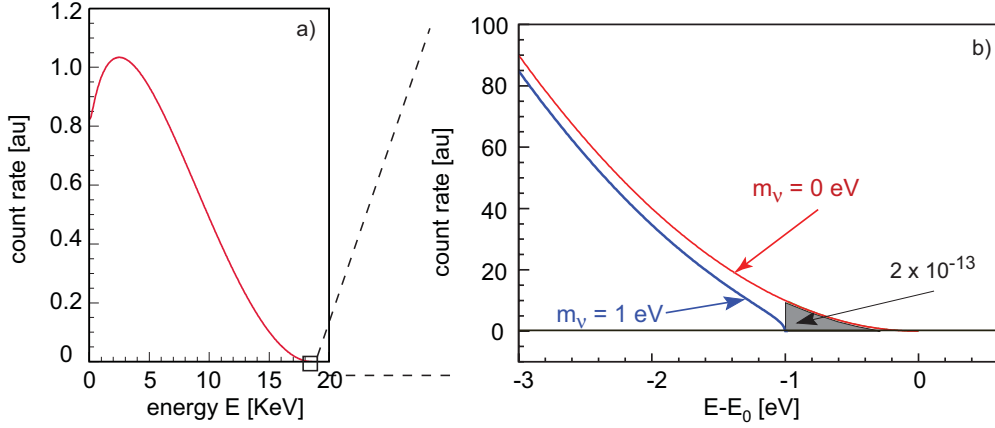 a)
1.2
1.0
0.8
0.6
0.4
0.2
0
count rate [au]
0 5 10 15 20
energy E [KeV]
b)
100
80
60
40
20
0
count rate [au]
mν = 0 eV
2 x 10⁻¹³
mν = 1 eV
-3 -2 -1 0
E-E₀ [eV]